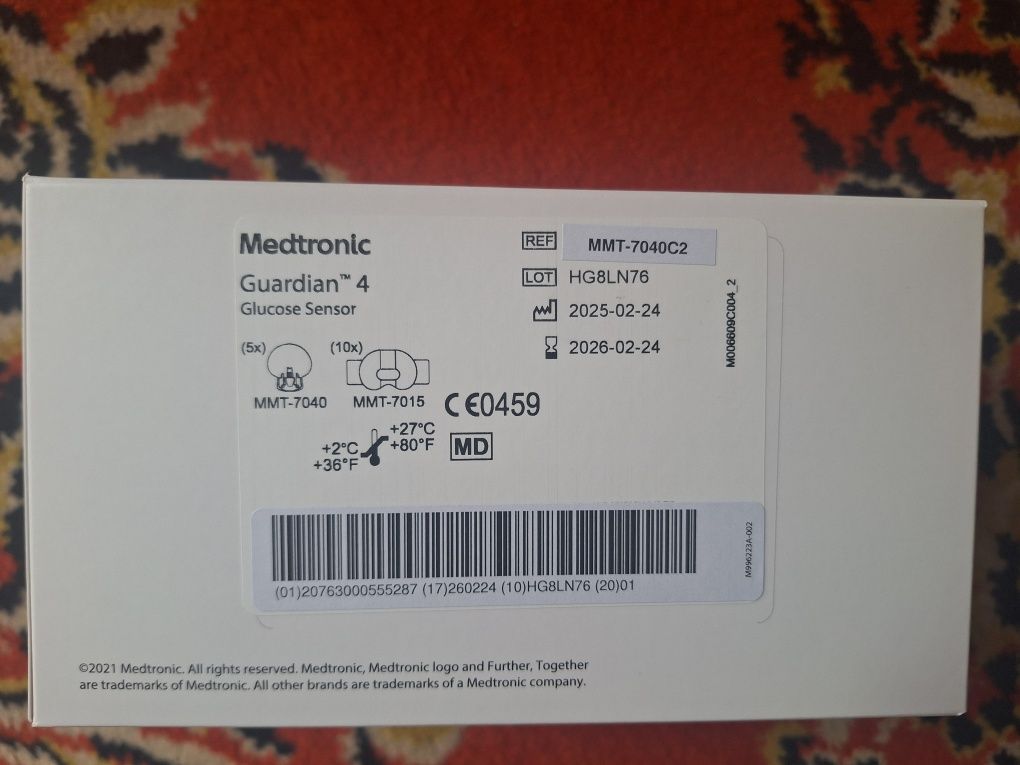 Medtronic
Guardian™ 4
Glucose Sensor
(5x)
MMT-7040
(10x)
MMT-7015
+2°C
+36°F
+27°C
+80°F
CE0459
MD
REF MMT-7040C2
LOT HG8LN76
2025-02-24
2026-02-24
M006609C004_2
(01)20763000555287 (17)260224 (10)HG8LN76 (20)01
M996223A-002
©2021 Medtronic. All rights reserved. Medtronic, Medtronic logo and Further, Together
are trademarks of Medtronic. All other brands are trademarks of a Medtronic company.